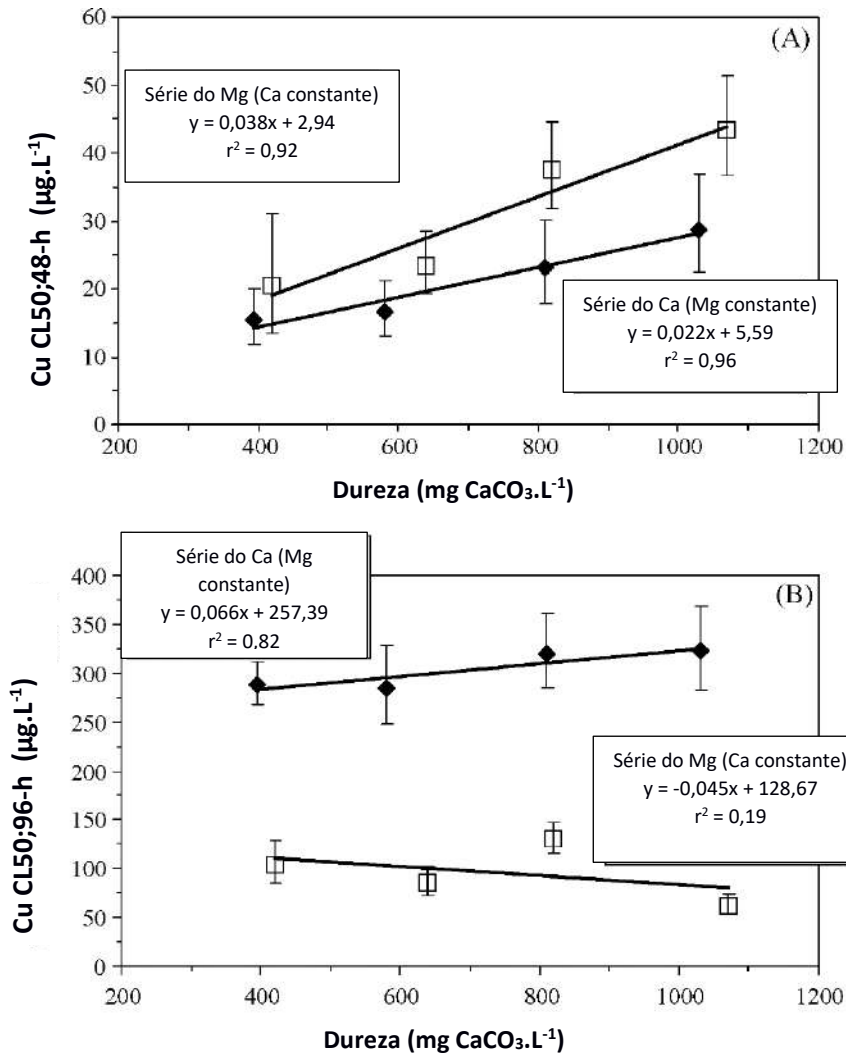 (A)
60
50
40
30
20
10
0
Cu CL50;48-h (µg.L-1)
Série do Mg (Ca constante)
y = 0,038x + 2,94
r2 = 0,92
Série do Ca (Mg constante)
y = 0,022x + 5,59
r2 = 0,96
200 400 600 800 1000 1200
Dureza (mg CaCO₃.L-1)
(B)
400
350
300
250
200
150
100
50
0
Cu CL50;96-h (µg.L-1)
Série do Ca (Mg
constante)
y = 0,066x + 257,39
r2 = 0,82
Série do Mg (Ca constante)
y = -0,045x + 128,67
r2 = 0,19
200 400 600 800 1000 1200
Dureza (mg CaCO₃.L-1)